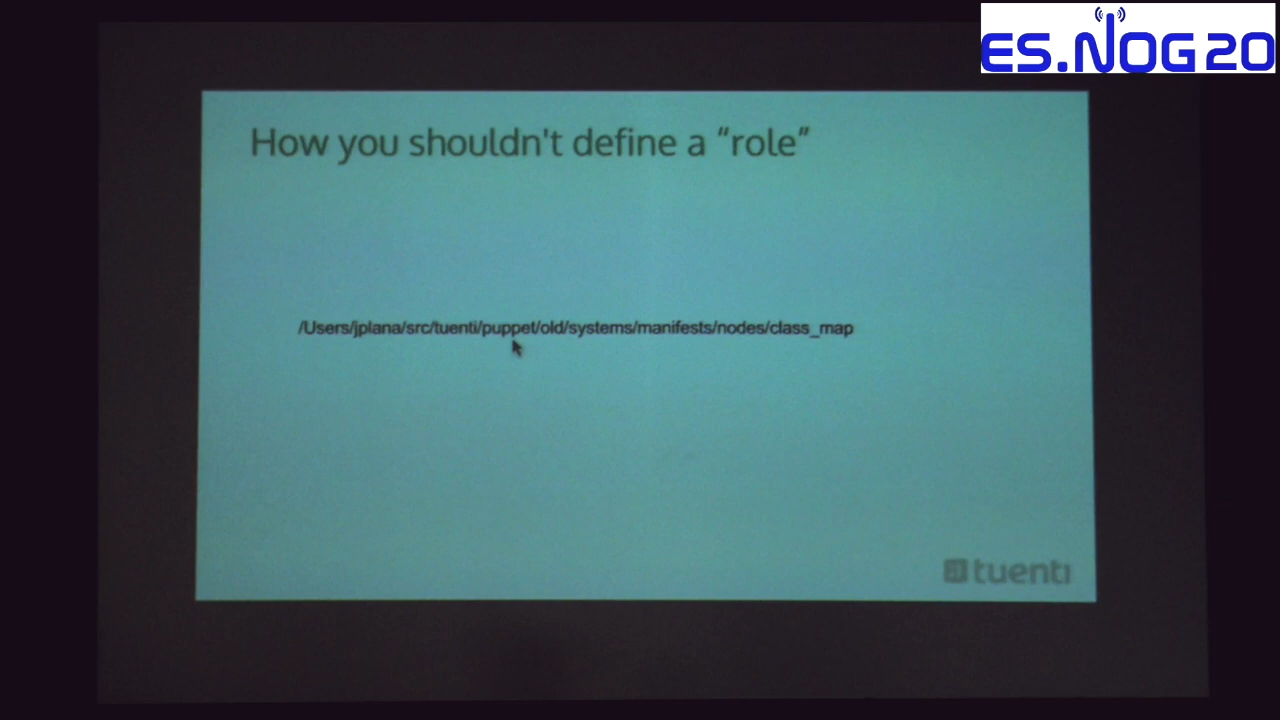 ES.NOG 20
How you shouldn't define a “role”
/Users/jplana/src/tuenti/puppet/old/systems/manifests/nodes/class_map
tuenti